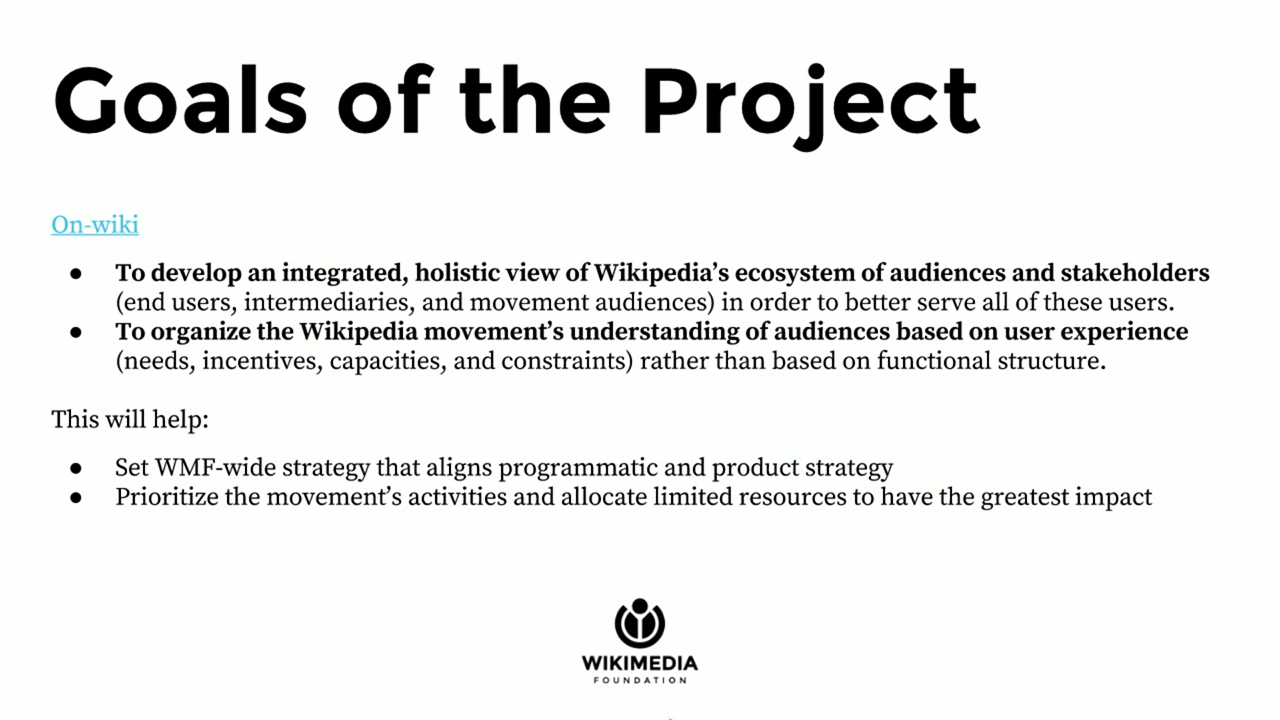 Goals of the Project
On-wiki
● To develop an integrated, holistic view of Wikipedia’s ecosystem of audiences and stakeholders
(end users, intermediaries, and movement audiences) in order to better serve all of these users.
● To organize the Wikipedia movement’s understanding of audiences based on user experience
(needs, incentives, capacities, and constraints) rather than based on functional structure.
This will help:
● Set WMF-wide strategy that aligns programmatic and product strategy
● Prioritize the movement’s activities and allocate limited resources to have the greatest impact
WIKIMEDIA
FOUNDATION